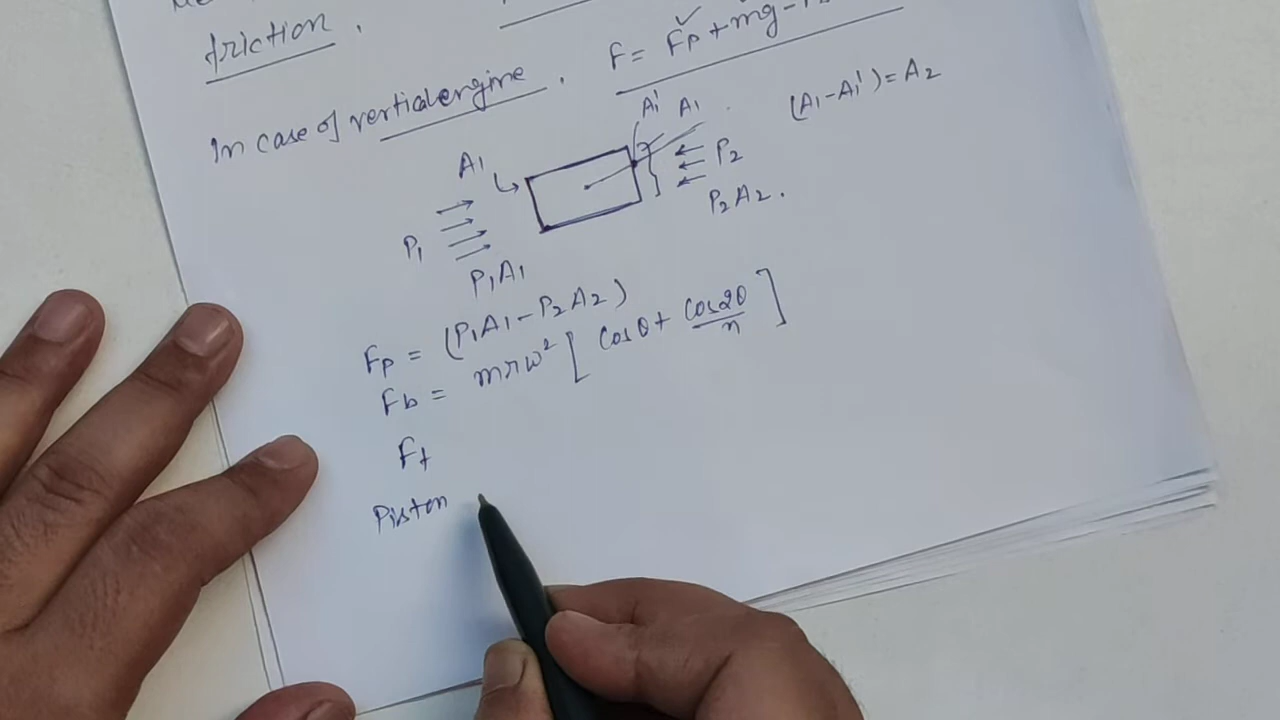 friction .
In case of vertical engine . F = Fp + mg -
A1' A1 . (A1 - A1') = A2
A1
P1 P2
P1A1 P2A2 .
Fp = (P1A1 - P2A2)
Fb = mrω² [ Cosθ + Cos2θ/n ]
Ff
Piston